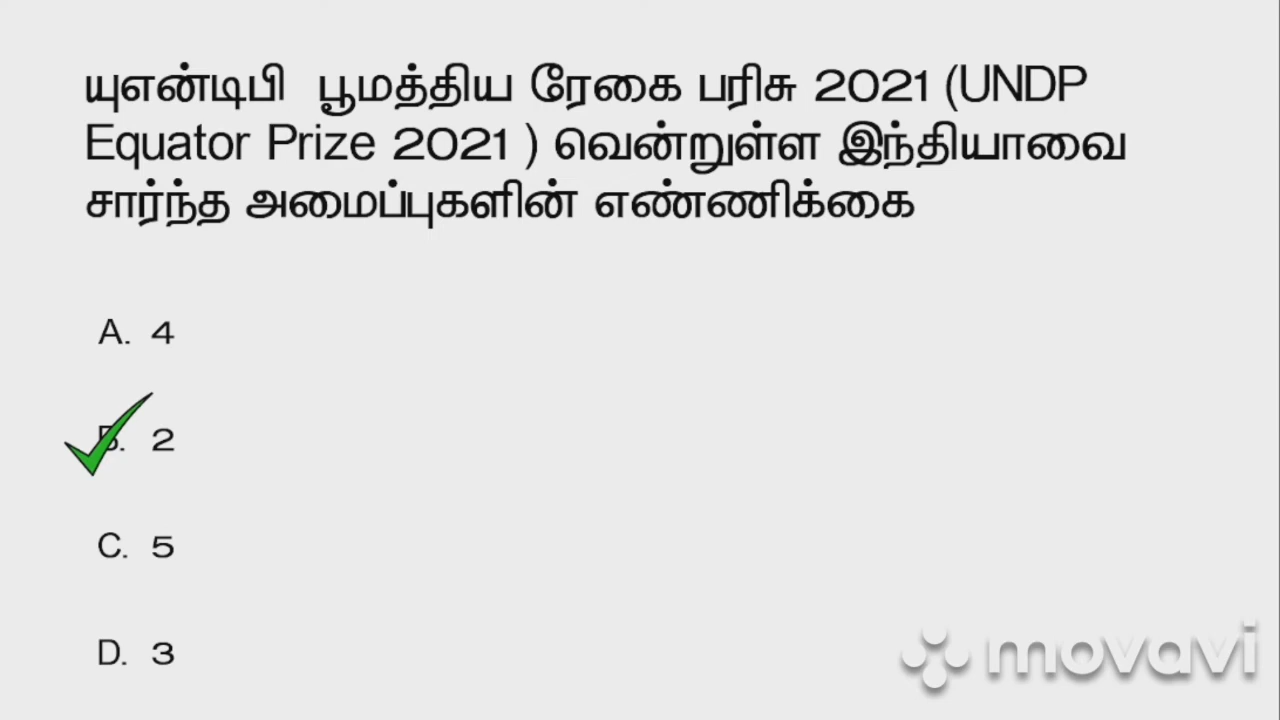 யுஎன்டிபி பூமத்திய ரேகை பரிசு 2021 (UNDP
Equator Prize 2021 ) வென்றுள்ள இந்தியாவை
சார்ந்த அமைப்புகளின் எண்ணிக்கை
A. 4
B. 2
C. 5
D. 3
movavi